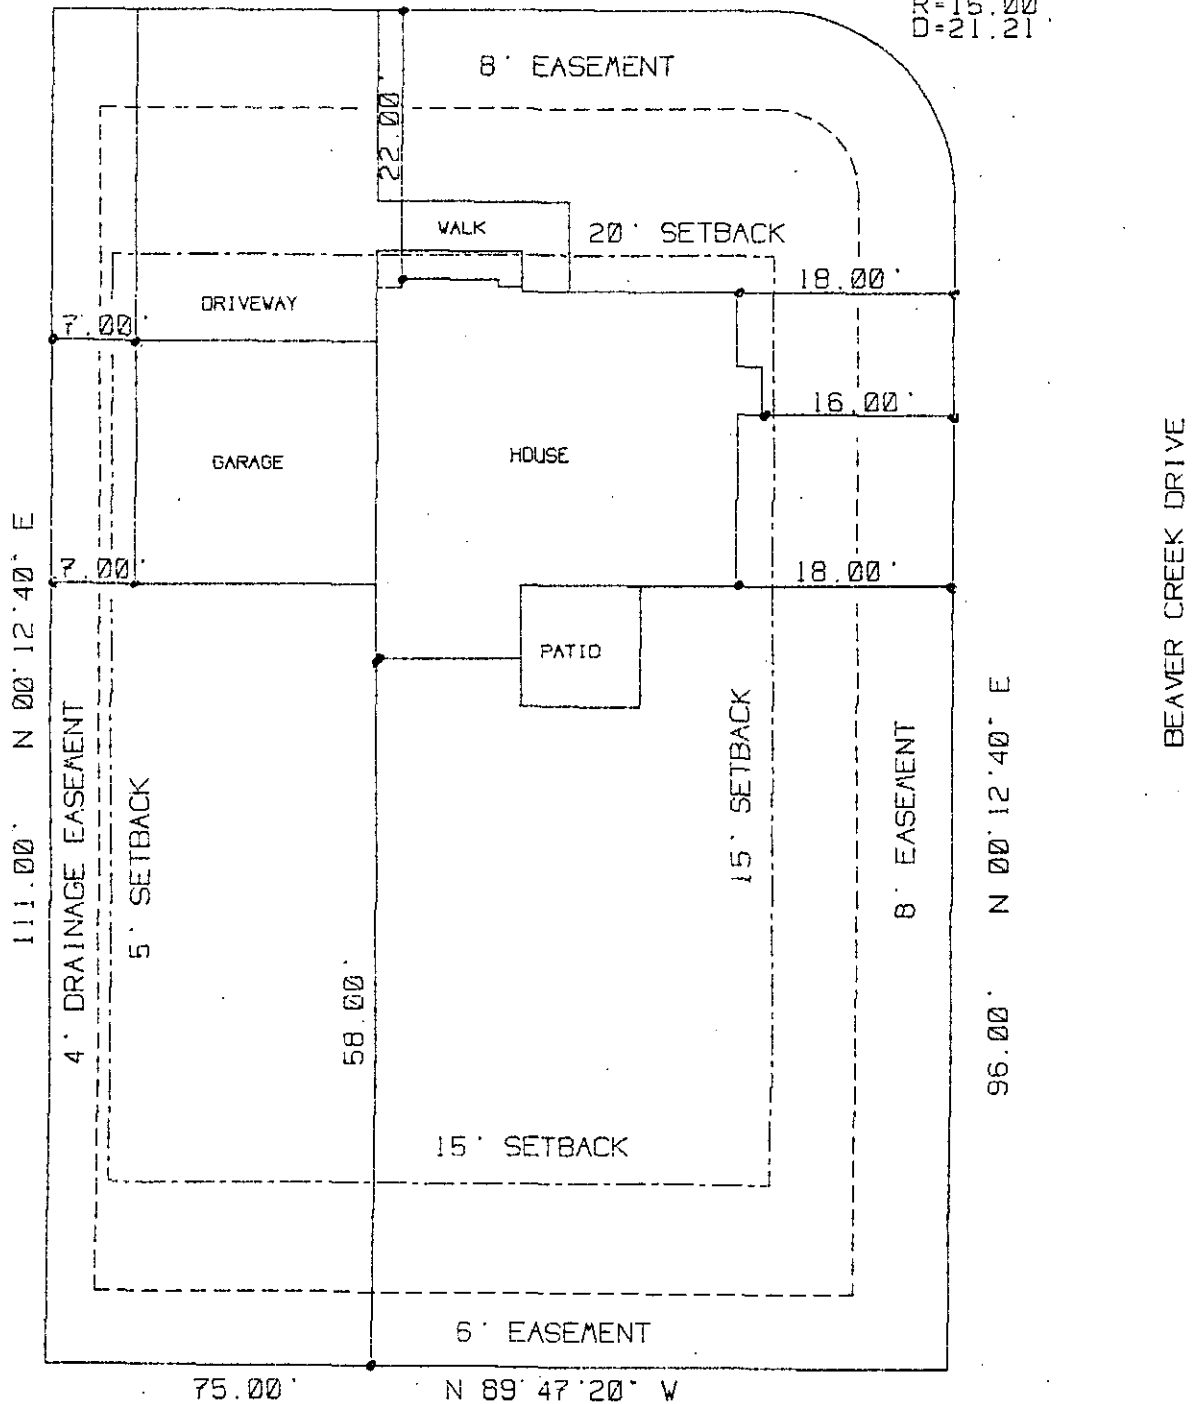 R=15.00'
D=21.21'
8' EASEMENT
22.00'
WALK
20' SETBACK
18.00'
DRIVEWAY
7.00'
16.00'
GARAGE
HOUSE
7.00'
18.00'
PATIO
111.00' N 00°12'40" E
4' DRAINAGE EASEMENT
5' SETBACK
58.00'
15' SETBACK
8' EASEMENT
96.00' N 00°12'40" E
BEAVER CREEK DRIVE
15' SETBACK
6' EASEMENT
75.00' N 89°47'20" W